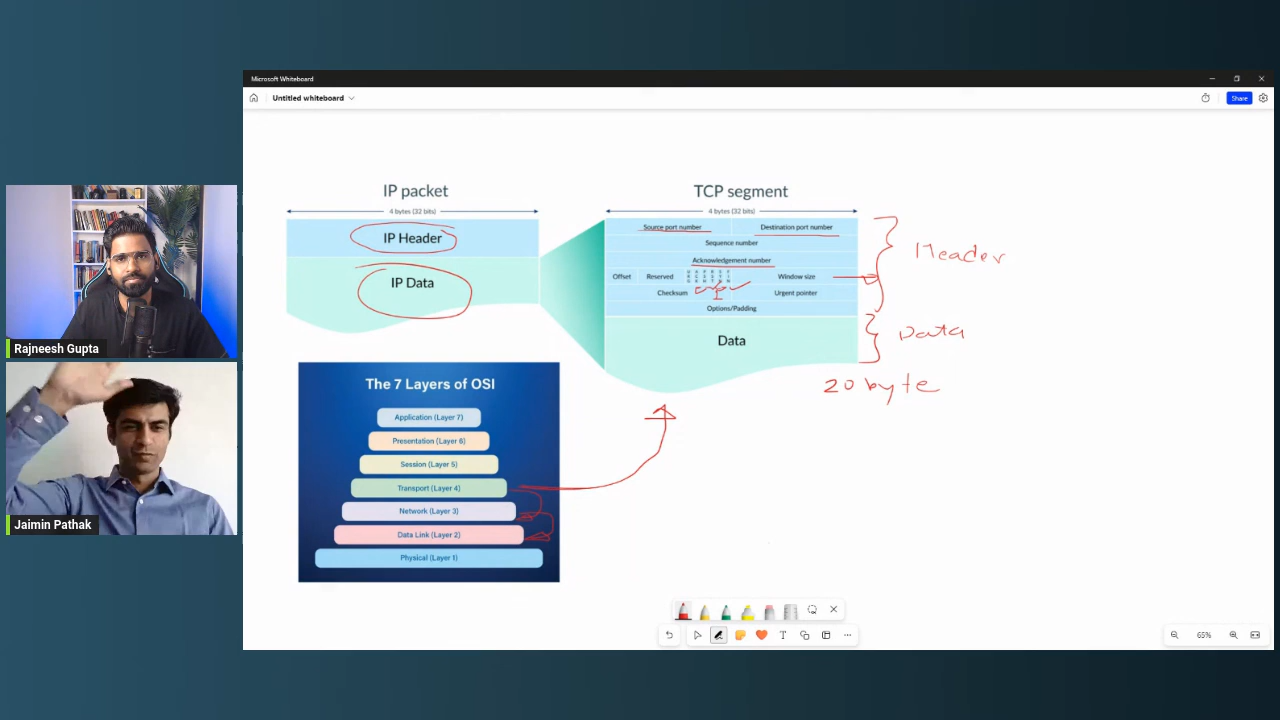 Microsoft Whiteboard
Untitled whiteboard
Share
IP packet
4 bytes (32 bits)
IP Header
IP Data
TCP segment
4 bytes (32 bits)
Source port number
Destination port number
Sequence number
Acknowledgement number
Offset
Reserved
Window size
Checksum
Urgent pointer
Options/Padding
Data
Header
Data
20 byte
The 7 Layers of OSI
Application (Layer 7)
Presentation (Layer 6)
Session (Layer 5)
Transport (Layer 4)
Network (Layer 3)
Data Link (Layer 2)
Physical (Layer 1)
Rajneesh Gupta
Jaimin Pathak
T
65%